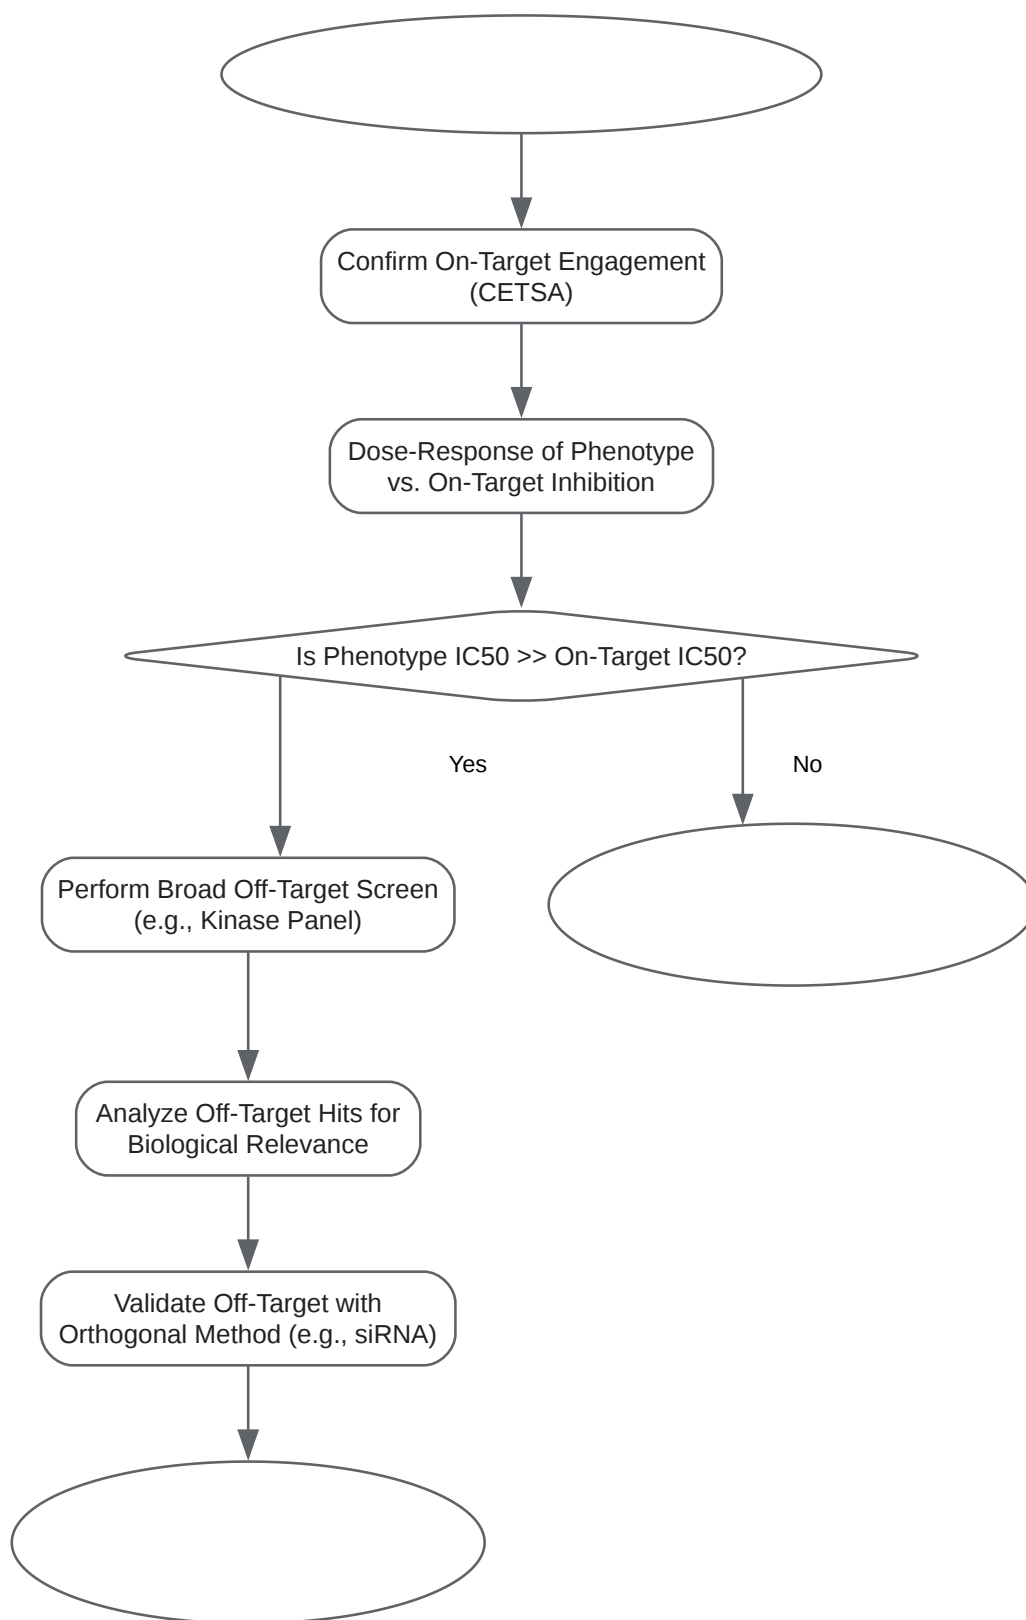 Confirm On-Target Engagement
(CETSA)
Dose-Response of Phenotype
vs. On-Target Inhibition
Is Phenotype IC50 >> On-Target IC50?
Yes
No
Perform Broad Off-Target Screen
(e.g., Kinase Panel)
Analyze Off-Target Hits for
Biological Relevance
Validate Off-Target with
Orthogonal Method (e.g., siRNA)